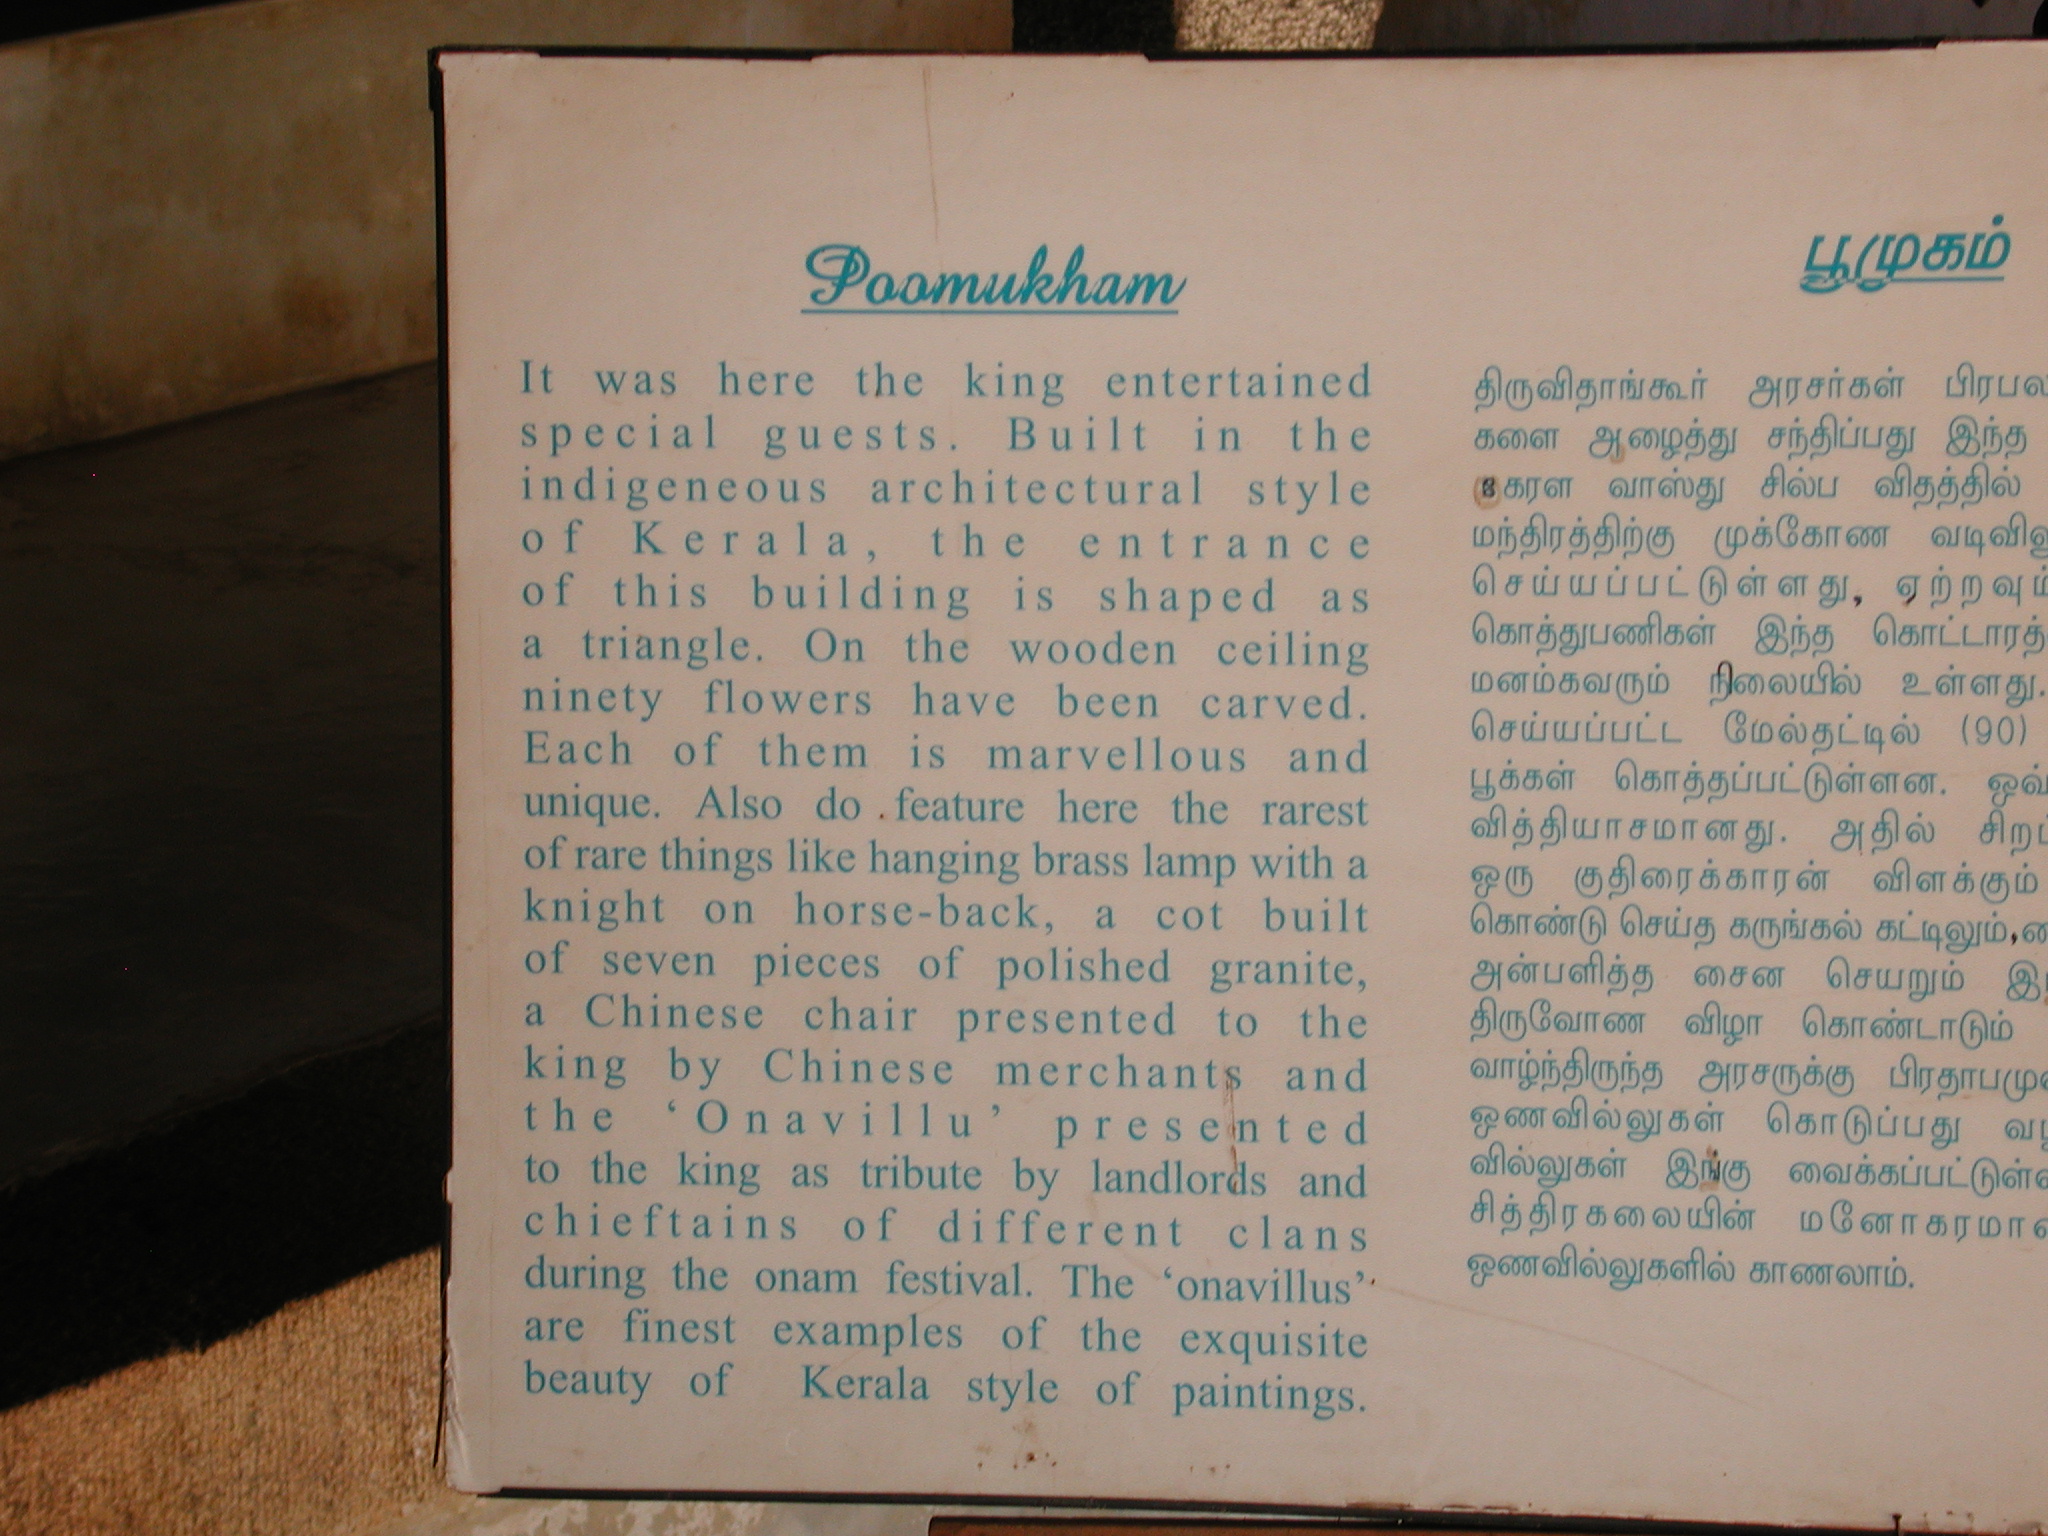 Poomukham
It was here the king entertained
special guests. Built in the
indigeneous architectural style
of Kerala, the entrance
of this building is shaped as
a triangle. On the wooden ceiling
ninety flowers have been carved.
Each of them is marvellous and
unique. Also do feature here the rarest
of rare things like hanging brass lamp with a
knight on horse-back, a cot built
of seven pieces of polished granite,
a Chinese chair presented to the
king by Chinese merchants and
the ‘Onavillu’ presented
to the king as tribute by landlords and
chieftains of different clans
during the onam festival. The ‘onavillus’
are finest examples of the exquisite
beauty of Kerala style of paintings.
பூமுகம்
திருவிதாங்கூர் அரசர்கள்
களை ஆழைத்து சந்திப்பது இந்த
கேரள வாஸ்து சில்ப விதத்தில்
மந்திரத்திற்கு முக்கோண
செய்யப்பட்டுள்ளது, ஏற்றவும்
கொத்துபணிகள் இந்த
மனம்கவரும் நிலையில் உள்ளது.
செய்யப்பட்ட மேல்தட்டில் (90)
பூக்கள் கொத்தப்பட்டுள்ளன.
வித்தியாசமானது. அதில்
ஒரு குதிரைக்காரன் விளக்கும்
கொண்டு செய்த கருங்கல் கட்டிலும்,
அன்பளித்த சைன செயறும்
திருவோண விழா கொண்டாடும்
வாழ்ந்திருந்த அரசருக்கு
ஒணவில்லுகள் கொடுப்பது
வில்லுகள் இங்கு
சித்திரகலையின்
ஒணவில்லுகளில் காணலாம்.